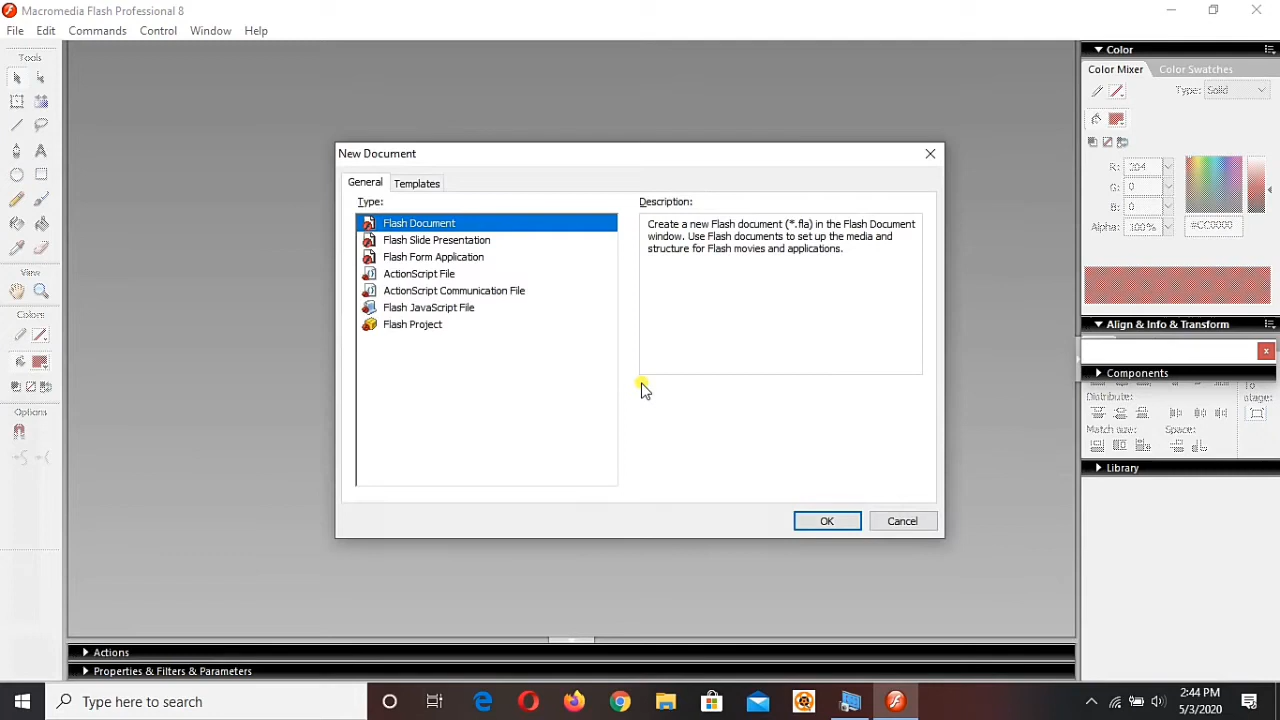 Macromedia Flash Professional 8
File Edit Commands Control Window Help
Tools
View
Colors
Options
New Document
General Templates
Type:
Flash Document
Flash Slide Presentation
Flash Form Application
ActionScript File
ActionScript Communication File
Flash JavaScript File
Flash Project
Description:
Create a new Flash document (*.fla) in the Flash Document
window. Use Flash documents to set up the media and
structure for Flash movies and applications.
OK Cancel
Color
Color Mixer Color Swatches
Type: Solid
R: 204
G: 0
B: 0 100%
#CC0000
Align & Info & Transform
Components
Distribute:
Match size: Space:
Library
Actions
Properties & Filters & Parameters
Type here to search
2:44 PM
5/3/2020